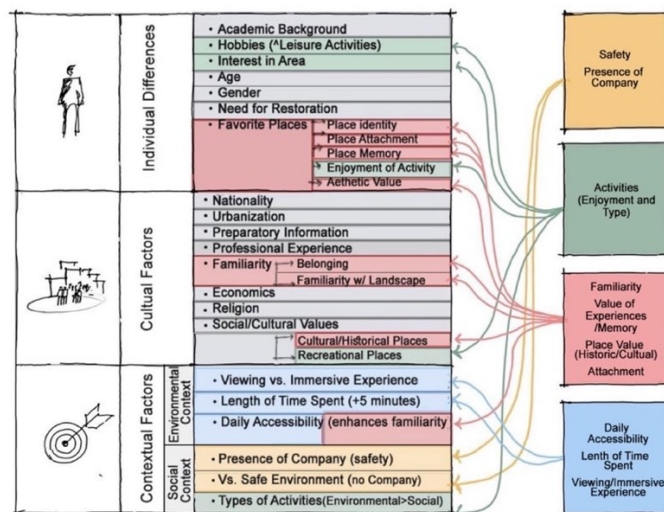 Individual Differences
• Academic Background
• Hobbies (^Leisure Activities)
• Interest in Area
• Age
• Gender
• Need for Restoration
• Favorite Places
Place identity
Place Attachment
Place Memory
Enjoyment of Activity
Aethetic Value
Cultual Factors
• Nationality
• Urbanization
• Preparatory Information
• Professional Experience
• Familiarity
Belonging
Familiarity w/ Landscape
• Economics
• Religion
• Social/Cultural Values
Cultural/Historical Places
Recreational Places
Contextual Factors
Environmental
Context
• Viewing vs. Immersive Experience
• Length of Time Spent (+5 minutes)
• Daily Accessibility (enhances familiarity
Social
Context
• Presence of Company (safety)
• Vs. Safe Environment (no Company)
• Types of Activities(Environmental>Social)
Safety
Presence of
Company
Activities
(Enjoyment and
Type)
Familiarity
Value of
Experiences
/Memory
Place Value
(Historic/Cultual)
Attachment
Daily
Accessibility
Lenth of Time
Spent
Viewing/Immersive
Experience